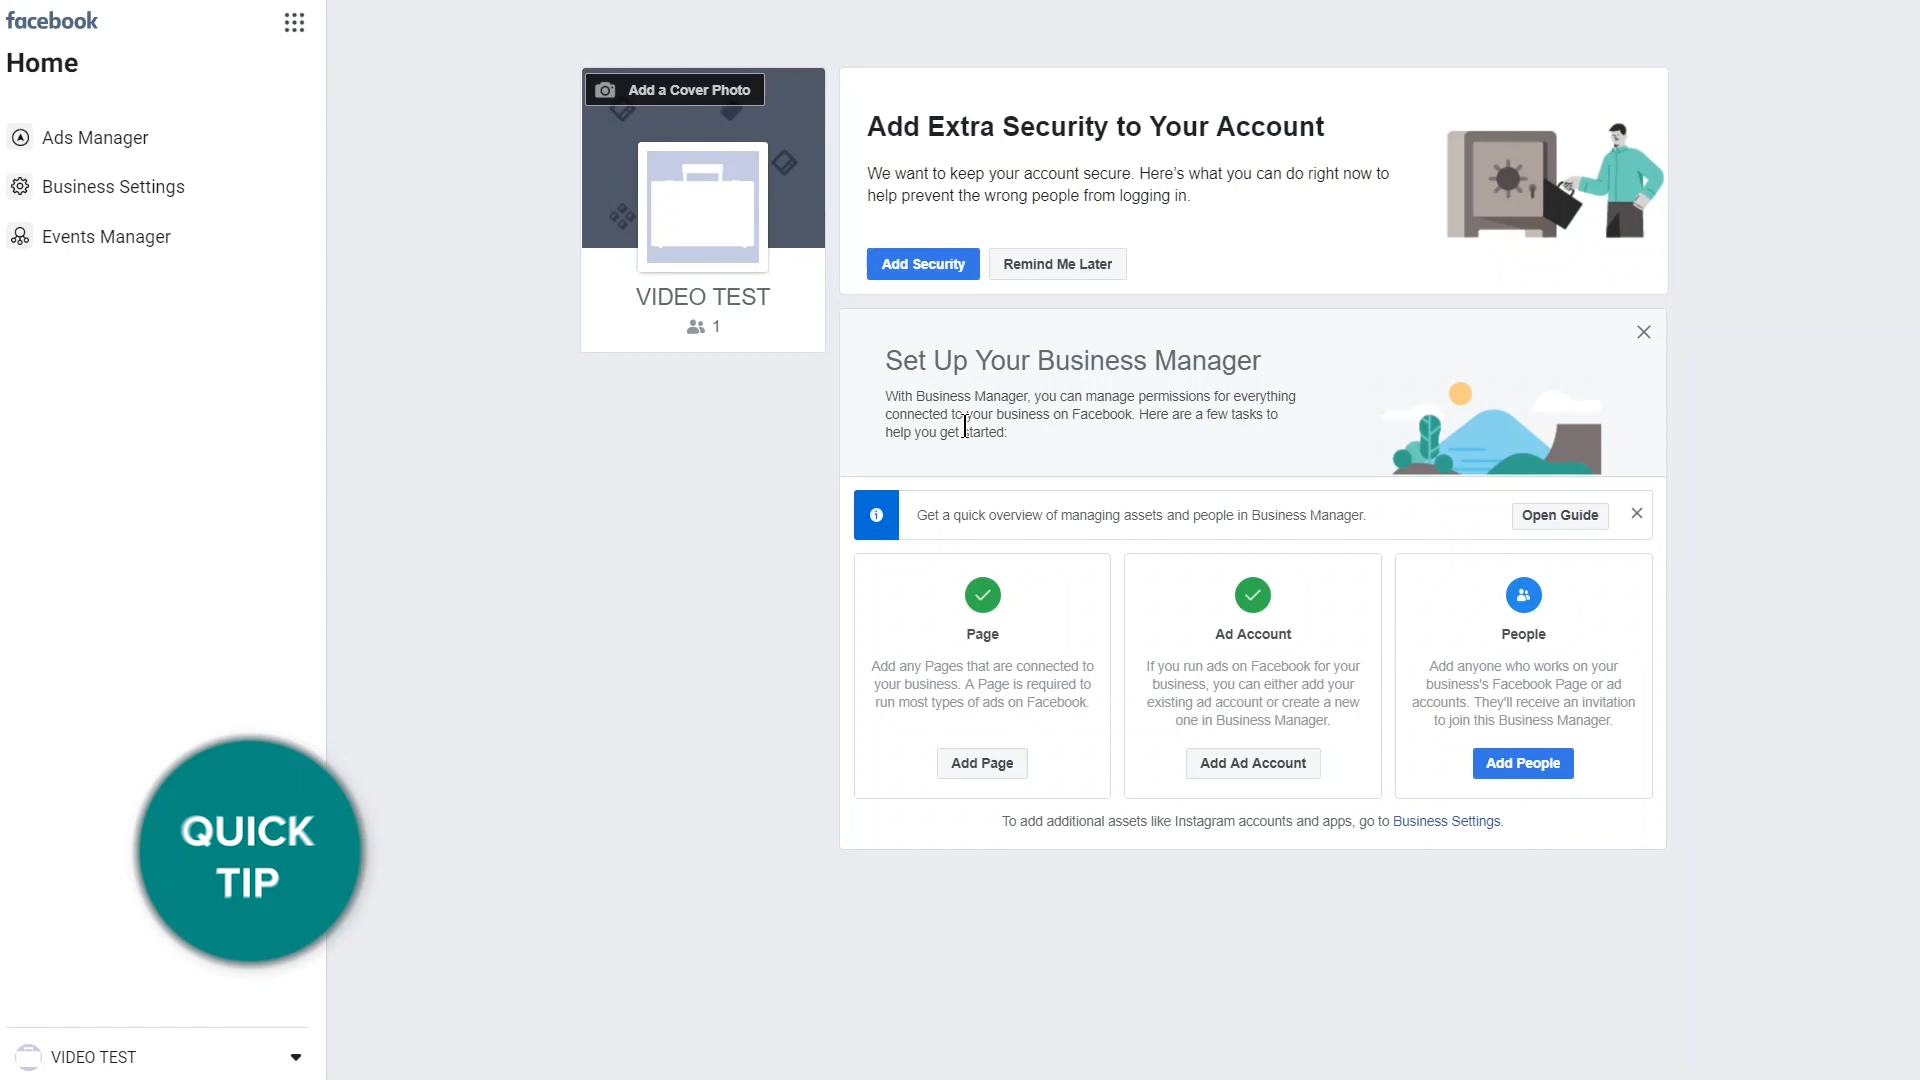 facebook
Home
Ads Manager
Business Settings
Events Manager
Add a Cover Photo
VIDEO TEST
1
Add Extra Security to Your Account
We want to keep your account secure. Here's what you can do right now to
help prevent the wrong people from logging in.
Add Security
Remind Me Later
Set Up Your Business Manager
With Business Manager, you can manage permissions for everything
connected to your business on Facebook. Here are a few tasks to
help you get started:
Get a quick overview of managing assets and people in Business Manager.
Open Guide
Page
Add any Pages that are connected to
your business. A Page is required to
run most types of ads on Facebook.
Add Page
Ad Account
If you run ads on Facebook for your
business, you can either add your
existing ad account or create a new
one in Business Manager.
Add Ad Account
People
Add anyone who works on your
business's Facebook Page or ad
accounts. They'll receive an invitation
to join this Business Manager.
Add People
To add additional assets like Instagram accounts and apps, go to Business Settings.
QUICK
TIP
VIDEO TEST